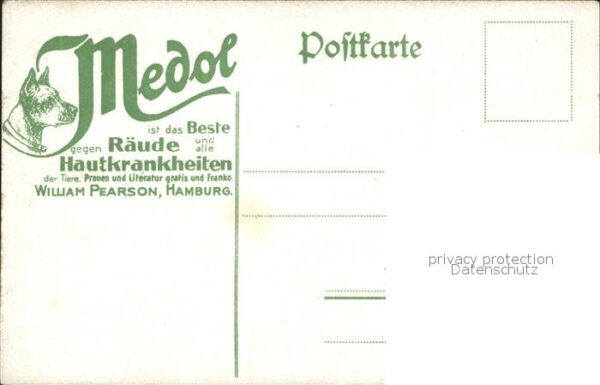 Medol
ist das Beste
gegen Räude und alle
Hautkrankheiten
der Tiere. Proben und Literatur gratis und franko.
WILLIAM PEARSON, HAMBURG.
Postkarte
privacy protection
Datenschutz